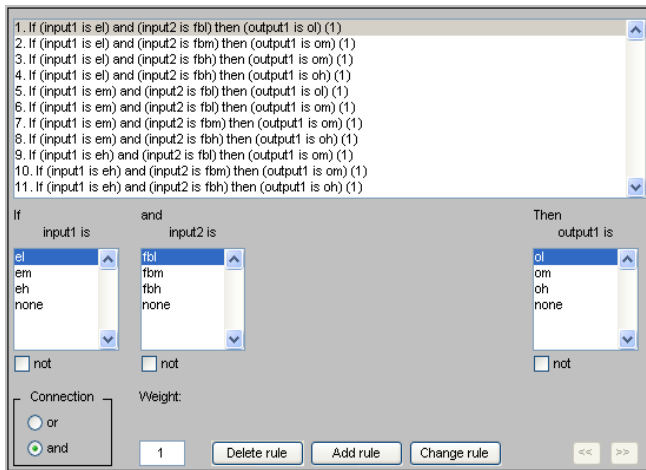 1. If (input1 is el) and (input2 is fbl) then (output1 is ol) (1)
2. If (input1 is el) and (input2 is fbm) then (output1 is om) (1)
3. If (input1 is el) and (input2 is fbh) then (output1 is om) (1)
4. If (input1 is el) and (input2 is fbh) then (output1 is oh) (1)
5. If (input1 is em) and (input2 is fbl) then (output1 is ol) (1)
6. If (input1 is em) and (input2 is fbl) then (output1 is om) (1)
7. If (input1 is em) and (input2 is fbm) then (output1 is om) (1)
8. If (input1 is em) and (input2 is fbh) then (output1 is oh) (1)
9. If (input1 is eh) and (input2 is fbl) then (output1 is om) (1)
10. If (input1 is eh) and (input2 is fbm) then (output1 is om) (1)
11. If (input1 is eh) and (input2 is fbh) then (output1 is oh) (1)
If and Then
input1 is input2 is output1 is
el fbl ol
em fbm om
eh fbh oh
none none none
not not not
Connection Weight:
or
and 1 Delete rule Add rule Change rule << >>